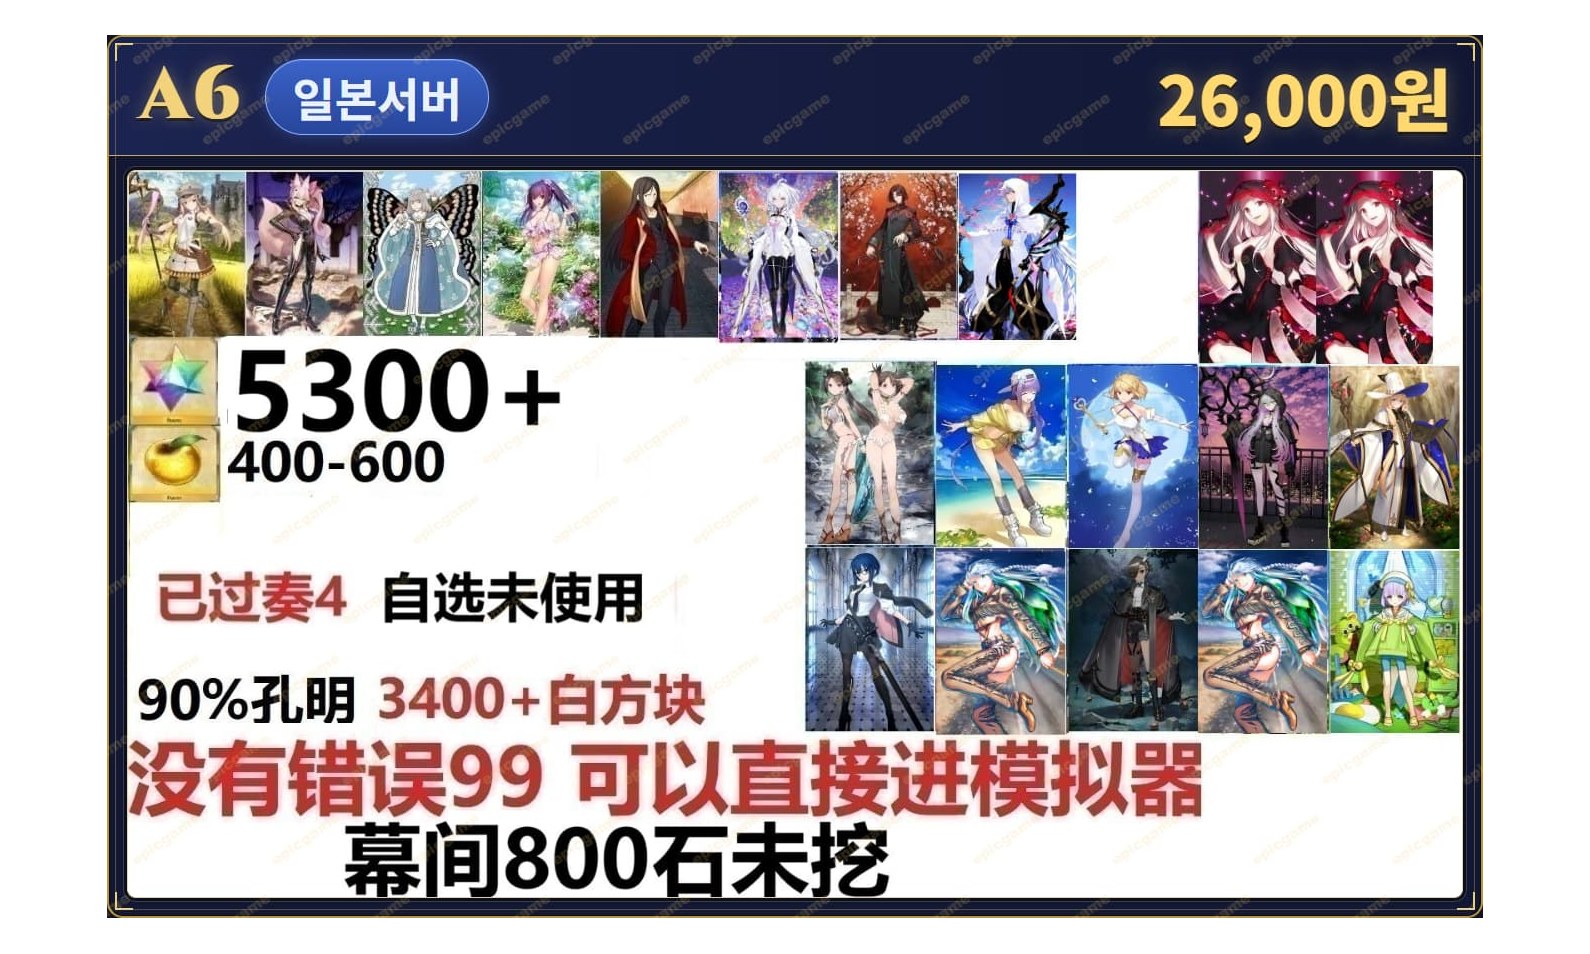 A6 일본서버 26,000원
5300+
400-600
已过奏4 自选未使用
90%孔明 3400+白方块
没有错误99 可以直接进模拟器
幕间800石未挖
epicgame